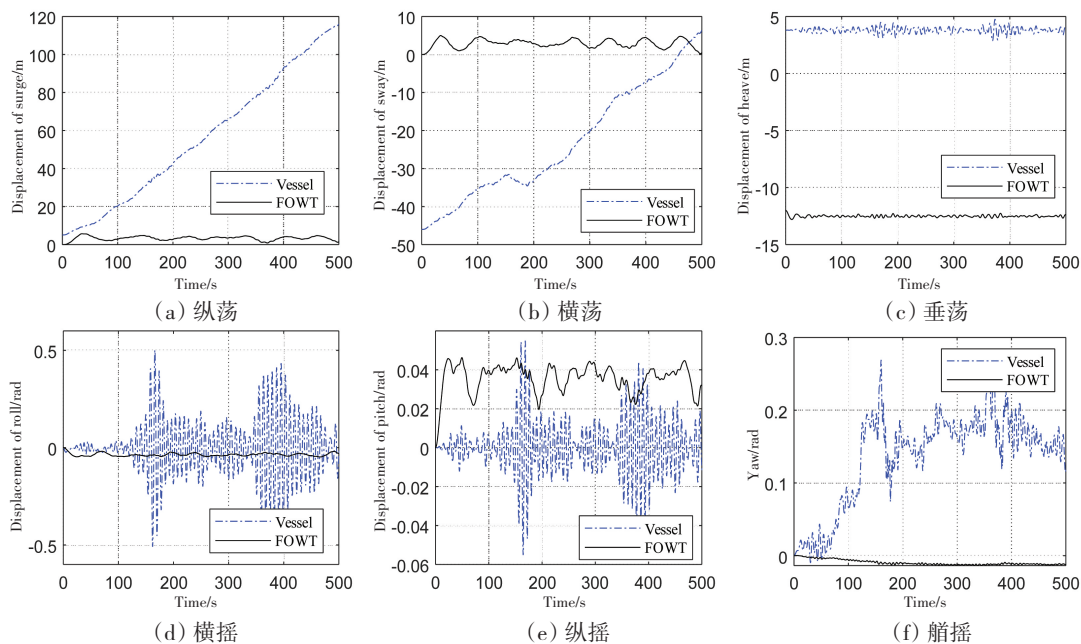 Displacement of surge/m
120
100
80
60
40
20
0
Vessel
FOWT
0 100 200 300 400 500
Time/s
(a) 纵荡
Displacement of sway/m
10
0
-10
-20
-30
-40
-50
Vessel
FOWT
0 100 200 300 400 500
Time/s
(b) 横荡
Displacement of heave/m
5
0
-5
-10
-15
Vessel
FOWT
0 100 200 300 400 500
Time/s
(c) 垂荡
Displacement of roll/rad
0.5
0
-0.5
Vessel
FOWT
0 100 200 300 400 500
Time/s
(d) 横摇
Displacement of pitch/rad
0.04
0.02
0
-0.02
-0.04
-0.06
Vessel
FOWT
0 100 200 300 400 500
Time/s
(e) 纵摇
Yaw/rad
0.3
0.2
0.1
0
Vessel
FOWT
0 100 200 300 400 500
Time/s
(f) 艏摇